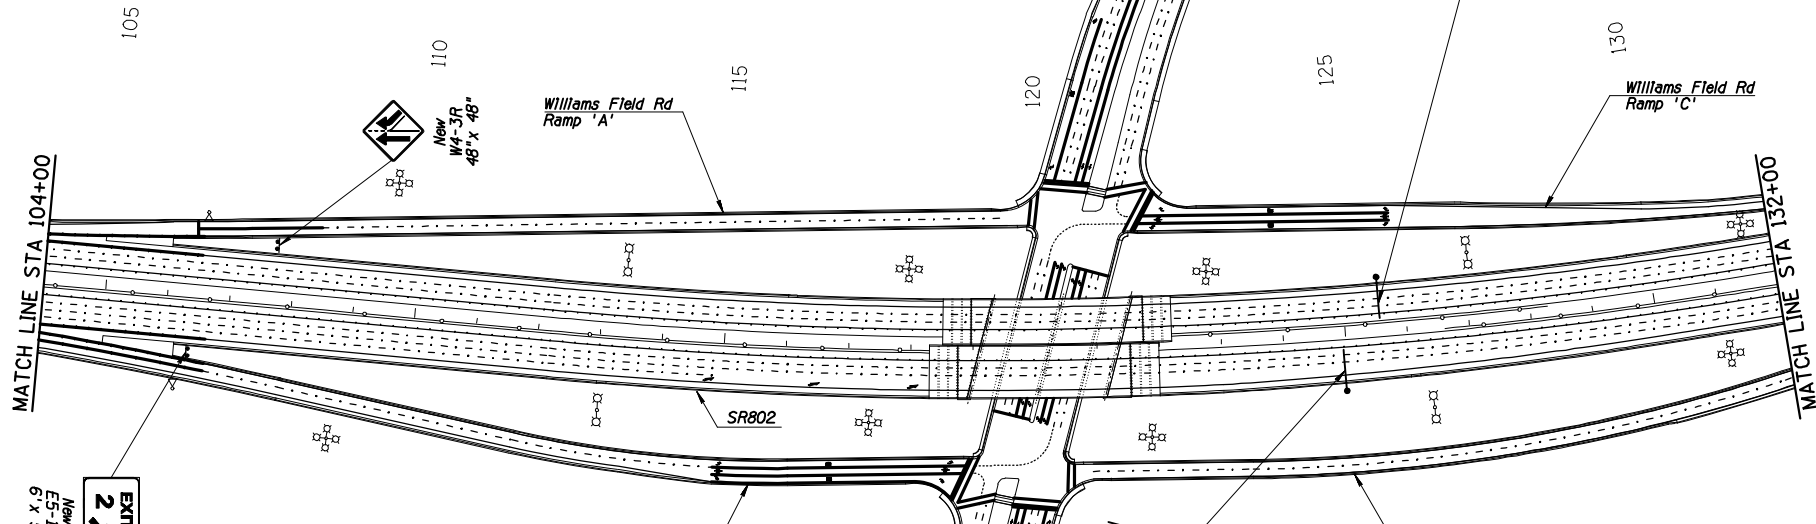 105
110
115
120
125
130
New
W4-3R
48"x 48"
Williams Field Rd
Ramp 'A'
Williams Field Rd
Ramp 'C'
MATCH LINE STA 104+00
MATCH LINE STA 132+00
SR802
EXIT
2
New